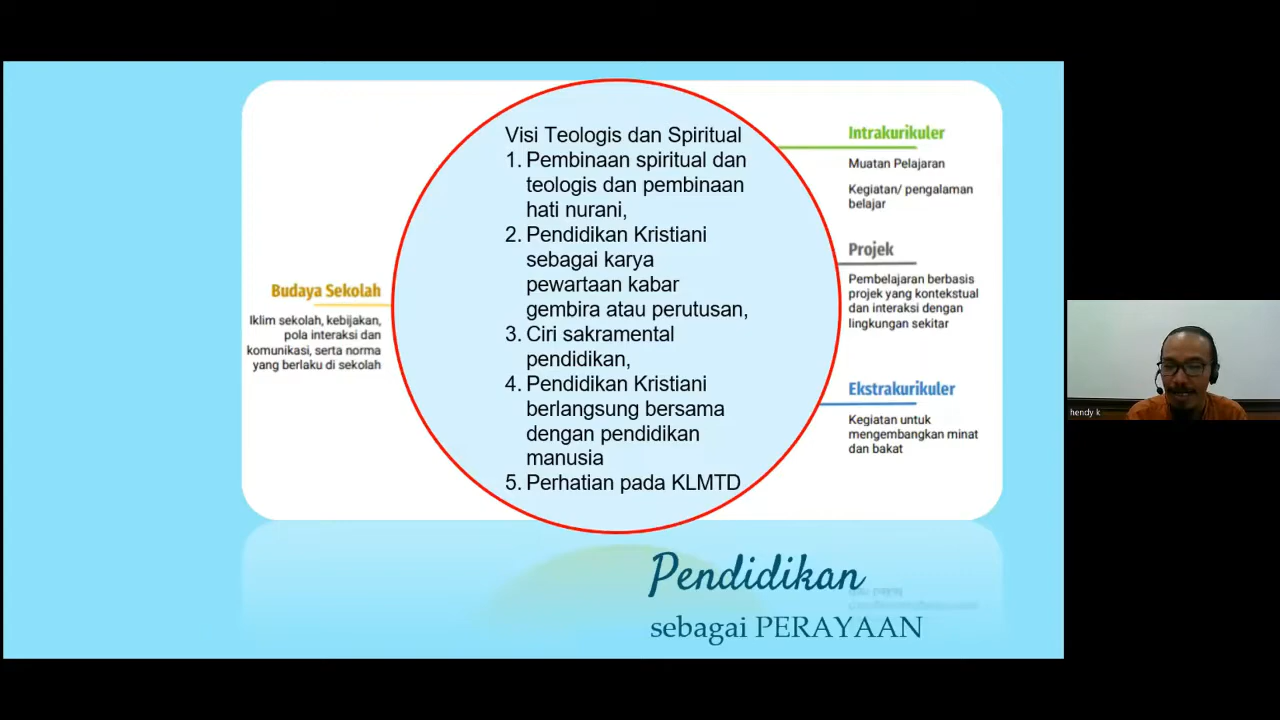 Visi Teologis dan Spiritual
1. Pembinaan spiritual dan
teologis dan pembinaan
hati nurani,
2. Pendidikan Kristiani
sebagai karya
pewartaan kabar
gembira atau perutusan,
3. Ciri sakramental
pendidikan,
4. Pendidikan Kristiani
berlangsung bersama
dengan pendidikan
manusia
5. Perhatian pada KLMTD
Budaya Sekolah
Iklim sekolah, kebijakan,
pola interaksi dan
komunikasi, serta norma
yang berlaku di sekolah
Intrakurikuler
Muatan Pelajaran
Kegiatan/ pengalaman
belajar
Projek
Pembelajaran berbasis
projek yang kontekstual
dan interaksi dengan
lingkungan sekitar
Ekstrakurikuler
Kegiatan untuk
mengembangkan minat
dan bakat
Pendidikan
sebagai PERAYAAN
hendy k